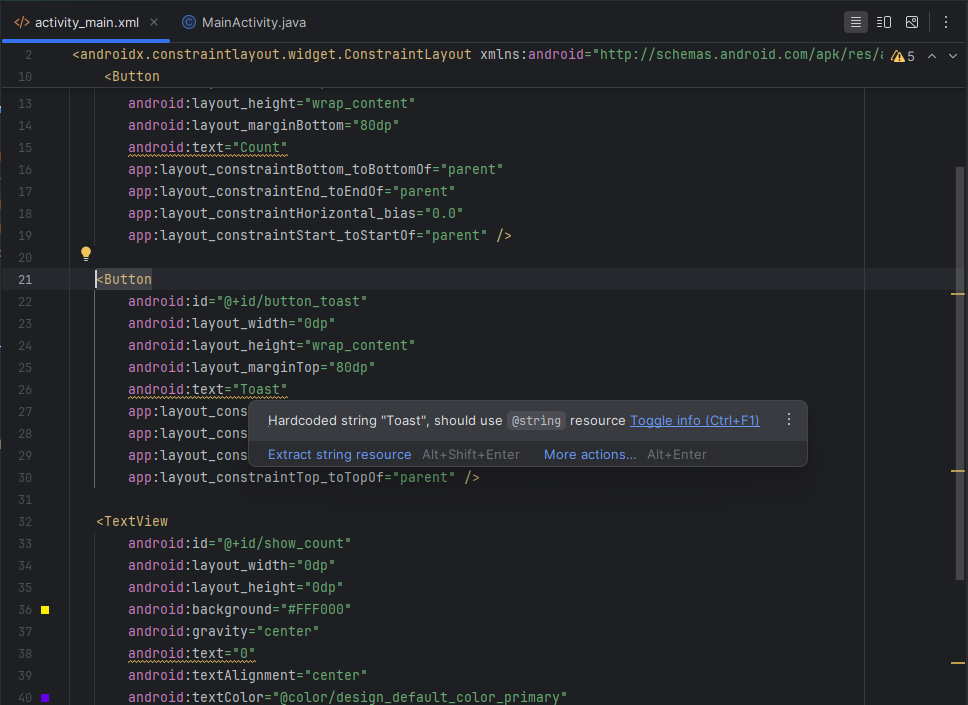 </> activity_main.xml × © MainActivity.java
2 <androidx.constraintlayout.widget.ConstraintLayout xmlns:android="http://schemas.android.com/apk/res/a 5
10 <Button
13 android:layout_height="wrap_content"
14 android:layout_marginBottom="80dp"
15 android:text="Count"
16 app:layout_constraintBottom_toBottomOf="parent"
17 app:layout_constraintEnd_toEndOf="parent"
18 app:layout_constraintHorizontal_bias="0.0"
19 app:layout_constraintStart_toStartOf="parent" />
20
21 <Button
22 android:id="@+id/button_toast"
23 android:layout_width="0dp"
24 android:layout_height="wrap_content"
25 android:layout_marginTop="80dp"
26 android:text="Toast"
27 app:layout_cons
Hardcoded string "Toast", should use @string resource Toggle info (Ctrl+F1)
28 app:layout_cons
29 app:layout_cons
Extract string resource Alt+Shift+Enter More actions... Alt+Enter
30 app:layout_constraintTop_toTopOf="parent" />
31
32 <TextView
33 android:id="@+id/show_count"
34 android:layout_width="0dp"
35 android:layout_height="0dp"
36 android:background="#FFF000"
37 android:gravity="center"
38 android:text="0"
39 android:textAlignment="center"
40 android:textColor="@color/design_default_color_primary"